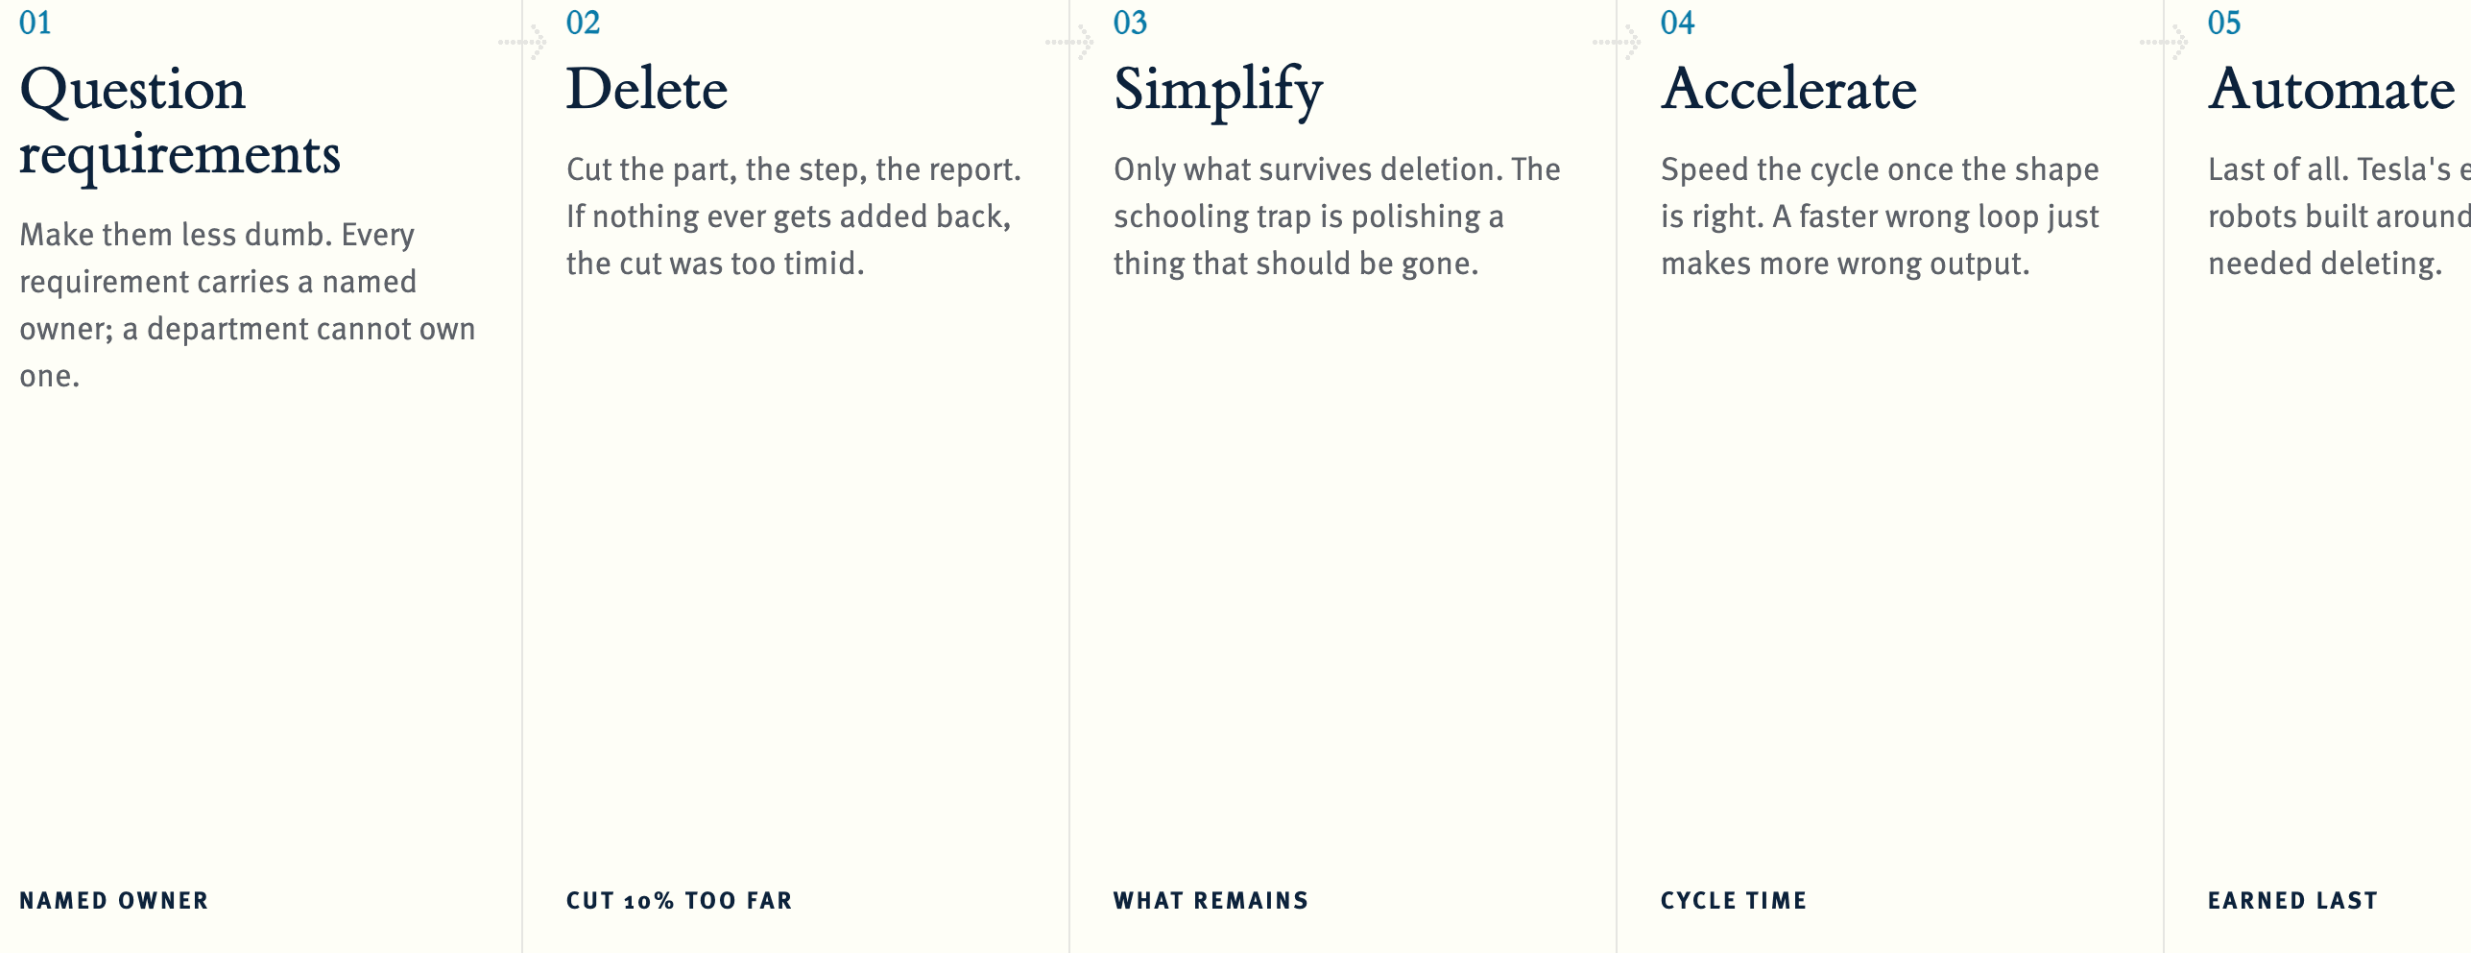 01
Question
requirements
Make them less dumb. Every
requirement carries a named
owner; a department cannot own
one.
NAMED OWNER
02
Delete
Cut the part, the step, the report.
If nothing ever gets added back,
the cut was too timid.
CUT 10% TOO FAR
03
Simplify
Only what survives deletion. The
schooling trap is polishing a
thing that should be gone.
WHAT REMAINS
04
Accelerate
Speed the cycle once the shape
is right. A faster wrong loop just
makes more wrong output.
CYCLE TIME
05
Automate
Last of all. Tesla's
robots built around
needed deleting.
EARNED LAST